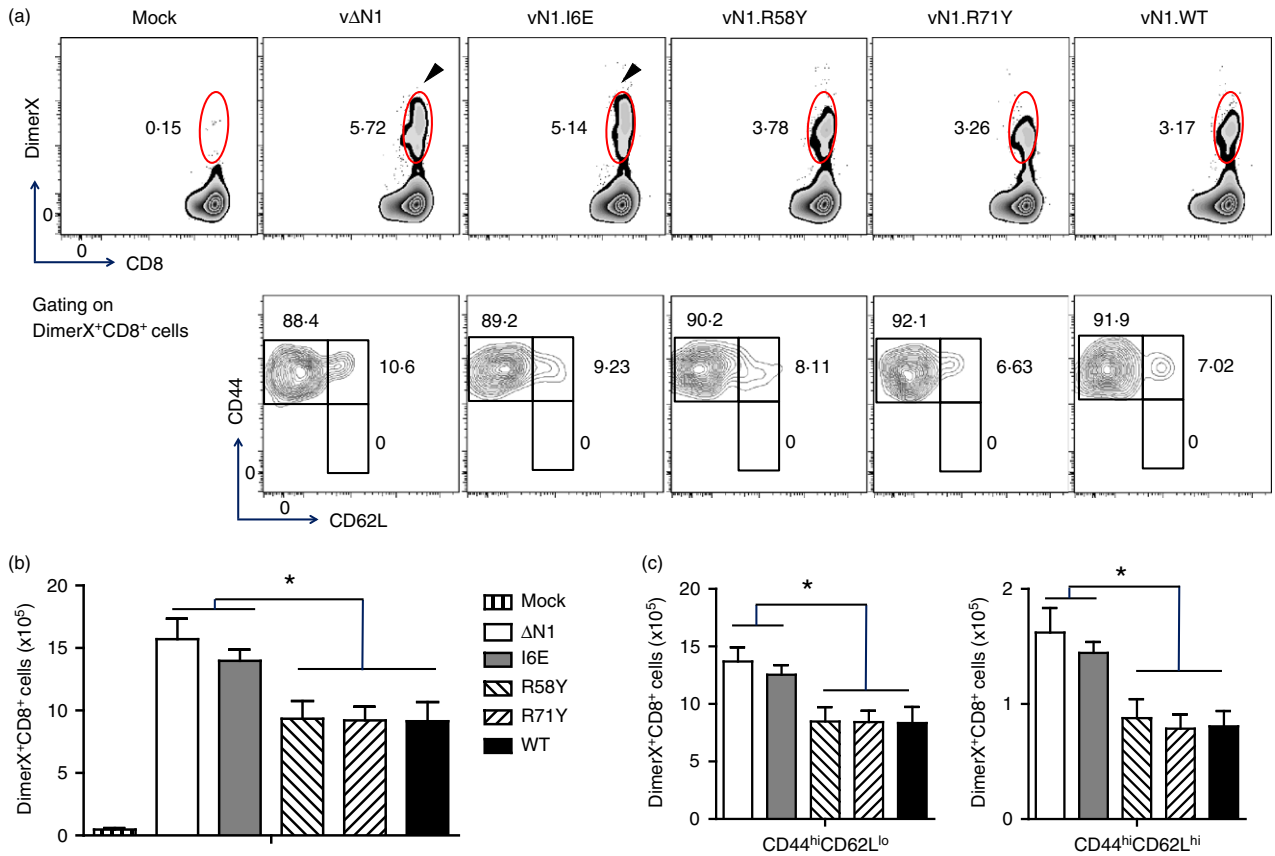 (a)
Mock vΔN1 vN1.I6E vN1.R58Y vN1.R71Y vN1.WT
DimerX
0·15 5·72 5·14 3·78 3·26 3·17
0
0
CD8
Gating on
DimerX⁺CD8⁺ cells
88·4 89·2 90·2 92·1 91·9
10·6 9·23 8·11 6·63 7·02
CD44
0 0 0 0 0
0
0
CD62L
(b)
DimerX⁺CD8⁺ cells (x10⁵)
20
15
10
5
0
*
Mock
ΔN1
I6E
R58Y
R71Y
WT
(c)
DimerX⁺CD8⁺ cells (x10⁵)
20
15
10
5
0
*
CD44ʰⁱCD62Lˡᵒ
DimerX⁺CD8⁺ cells (x10⁵)
2
1
0
*
CD44ʰⁱCD62Lʰⁱ